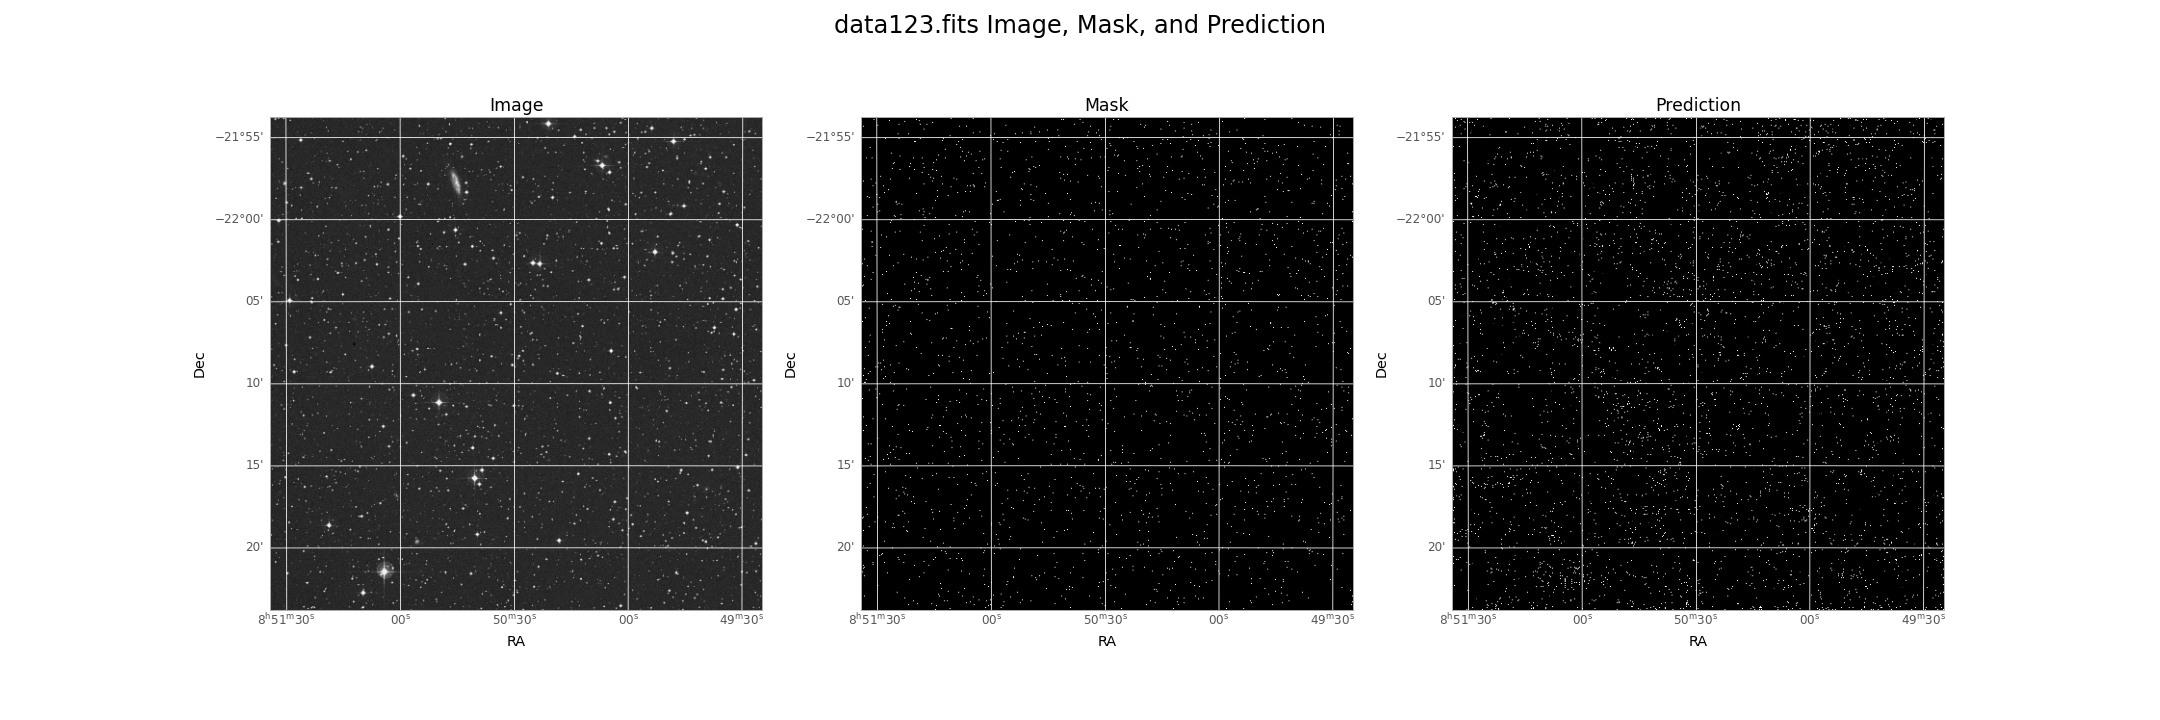 data123.fits Image, Mask, and Prediction
Image
−21°55'
−22°00'
05'
10'
15'
20'
Dec
8ʰ51ᵐ30ˢ 00ˢ 50ᵐ30ˢ 00ˢ 49ᵐ30ˢ
RA
Mask
−21°55'
−22°00'
05'
10'
15'
20'
Dec
8ʰ51ᵐ30ˢ 00ˢ 50ᵐ30ˢ 00ˢ 49ᵐ30ˢ
RA
Prediction
−21°55'
−22°00'
05'
10'
15'
20'
Dec
8ʰ51ᵐ30ˢ 00ˢ 50ᵐ30ˢ 00ˢ 49ᵐ30ˢ
RA